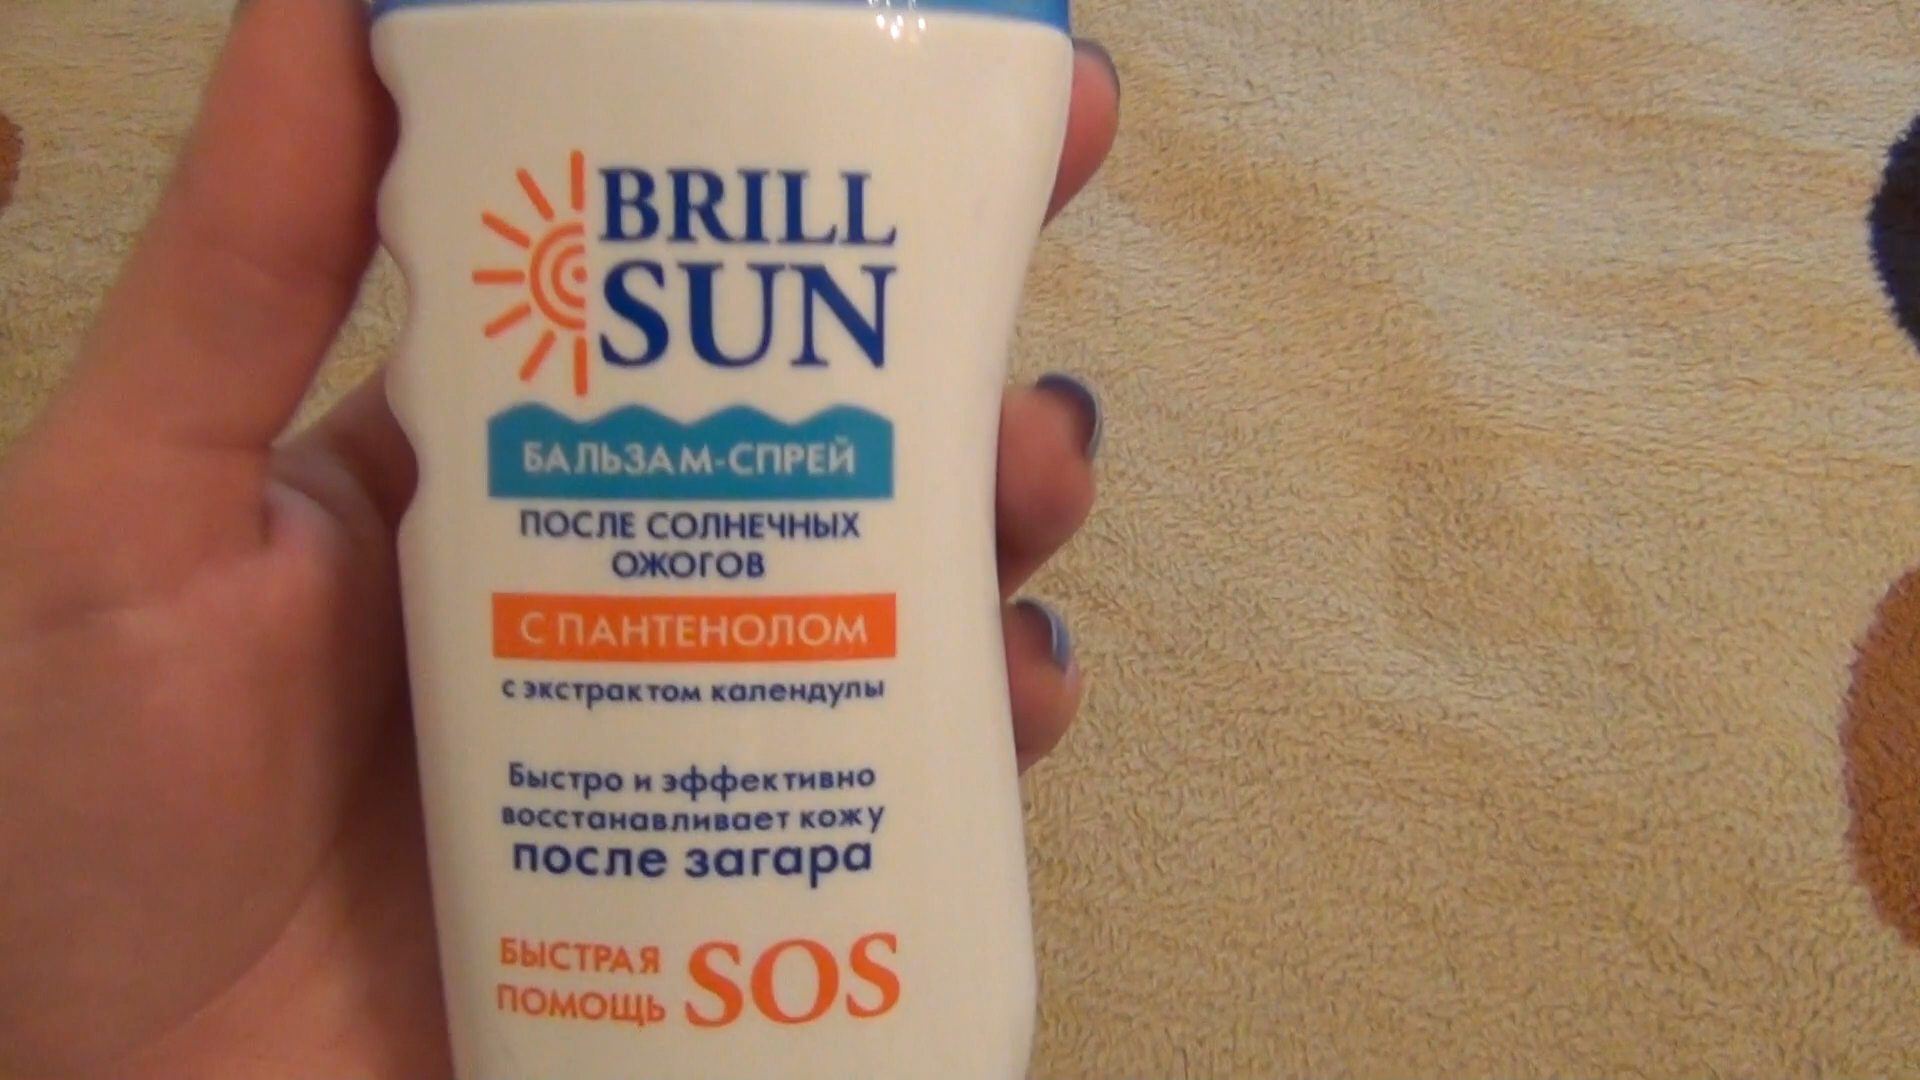 BRILL
SUN
БАЛЬЗАМ-СПРЕЙ
ПОСЛЕ СОЛНЕЧНЫХ
ОЖОГОВ
С ПАНТЕНОЛОМ
с экстрактом календулы
Быстро и эффективно
восстанавливает кожу
после загара
БЫСТРАЯ
ПОМОЩЬ
SOS